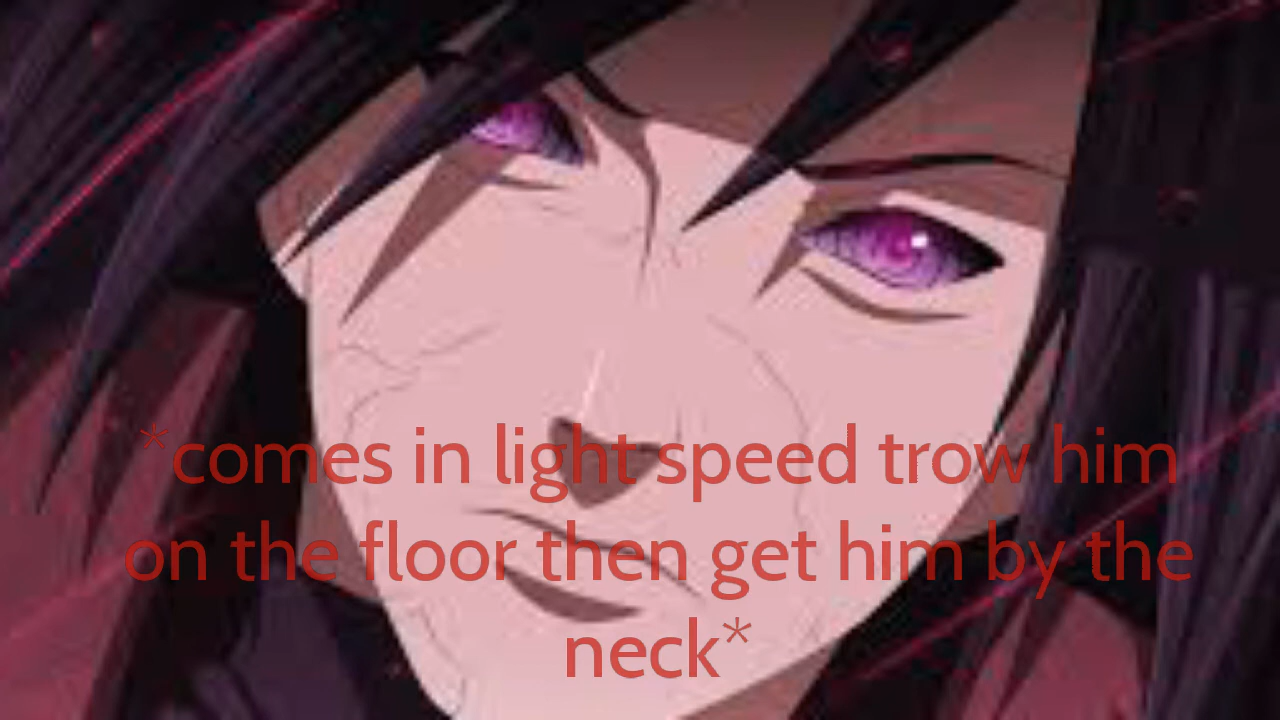 *comes in light speed trow him
on the floor then get him by the
neck*